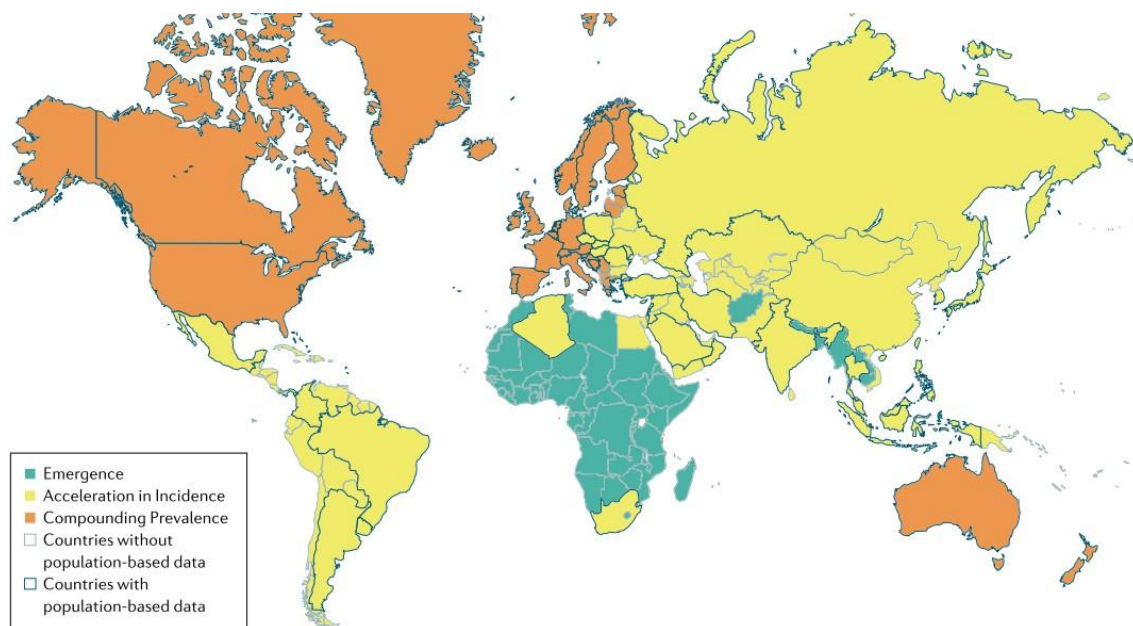 Emergence
Acceleration in Incidence
Compounding Prevalence
Countries without
population-based data
Countries with
population-based data